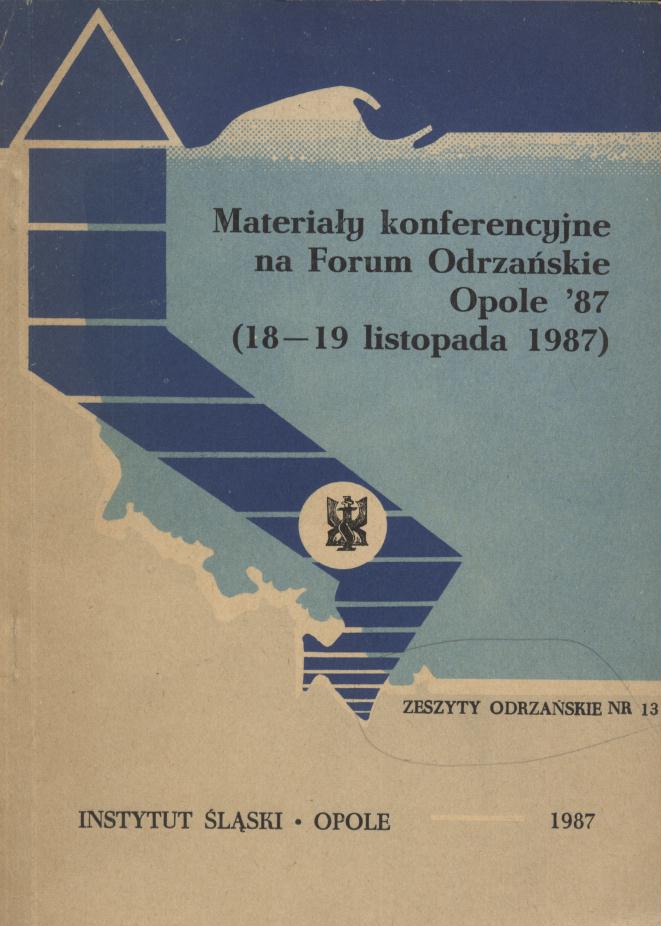 Materiały konferencyjne
na Forum Odrzańskie
Opole '87
(18—19 listopada 1987)
ZESZYTY ODRZAŃSKIE NR 13
INSTYTUT ŚLĄSKI • OPOLE 1987